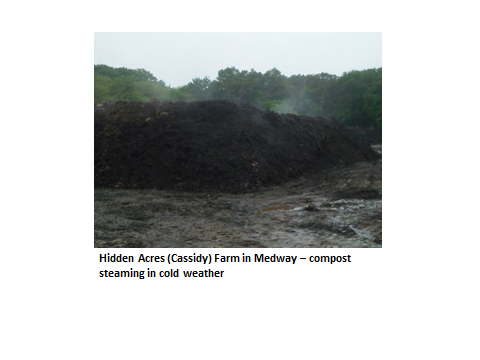 Hidden Acres (Cassidy) Farm in Medway – compost
steaming in cold weather